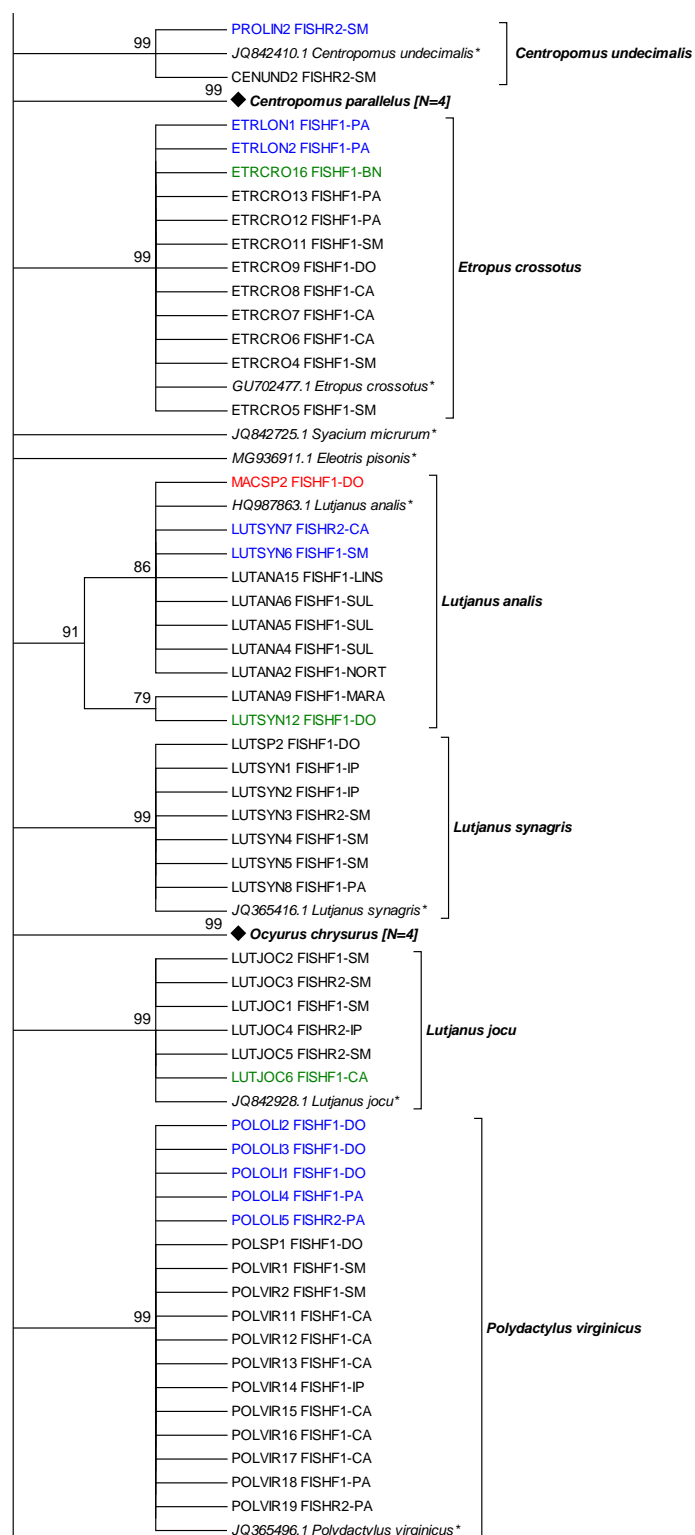 PROLIN2 FISHR2-SM
99
JQ842410.1 Centropomus undecimalis*
Centropomus undecimalis
CENUND2 FISHR2-SM
99
◆ Centropomus parallelus [N=4]
ETRLON1 FISHF1-PA
ETRLON2 FISHF1-PA
ETRCRO16 FISHF1-BN
ETRCRO13 FISHF1-PA
ETRCRO12 FISHF1-PA
ETRCRO11 FISHF1-SM
99
ETRCRO9 FISHF1-DO
Etropus crossotus
ETRCRO8 FISHF1-CA
ETRCRO7 FISHF1-CA
ETRCRO6 FISHF1-CA
ETRCRO4 FISHF1-SM
GU702477.1 Etropus crossotus*
ETRCRO5 FISHF1-SM
JQ842725.1 Syacium micrurum*
MG936911.1 Eleotris pisonis*
MACSP2 FISHF1-DO
HQ987863.1 Lutjanus analis*
LUTSYN7 FISHR2-CA
LUTSYN6 FISHF1-SM
86
LUTANA15 FISHF1-LINS
LUTANA6 FISHF1-SUL
Lutjanus analis
LUTANA5 FISHF1-SUL
91
LUTANA4 FISHF1-SUL
LUTANA2 FISHF1-NORT
79
LUTANA9 FISHF1-MARA
LUTSYN12 FISHF1-DO
LUTSP2 FISHF1-DO
LUTSYN1 FISHF1-IP
LUTSYN2 FISHF1-IP
99
LUTSYN3 FISHR2-SM
Lutjanus synagris
LUTSYN4 FISHF1-SM
LUTSYN5 FISHF1-SM
LUTSYN8 FISHF1-PA
JQ365416.1 Lutjanus synagris*
99
◆ Ocyurus chrysurus [N=4]
LUTJOC2 FISHF1-SM
LUTJOC3 FISHR2-SM
LUTJOC1 FISHF1-SM
99
LUTJOC4 FISHR2-IP
Lutjanus jocu
LUTJOC5 FISHR2-SM
LUTJOC6 FISHF1-CA
JQ842928.1 Lutjanus jocu*
POLOLI2 FISHF1-DO
POLOLI3 FISHF1-DO
POLOLI1 FISHF1-DO
POLOLI4 FISHF1-PA
POLOLI5 FISHR2-PA
POLSP1 FISHF1-DO
POLVIR1 FISHF1-SM
POLVIR2 FISHF1-SM
99
POLVIR11 FISHF1-CA
Polydactylus virginicus
POLVIR12 FISHF1-CA
POLVIR13 FISHF1-CA
POLVIR14 FISHF1-IP
POLVIR15 FISHF1-CA
POLVIR16 FISHF1-CA
POLVIR17 FISHF1-CA
POLVIR18 FISHF1-PA
POLVIR19 FISHR2-PA
JQ365496.1 Polydactylus virginicus*